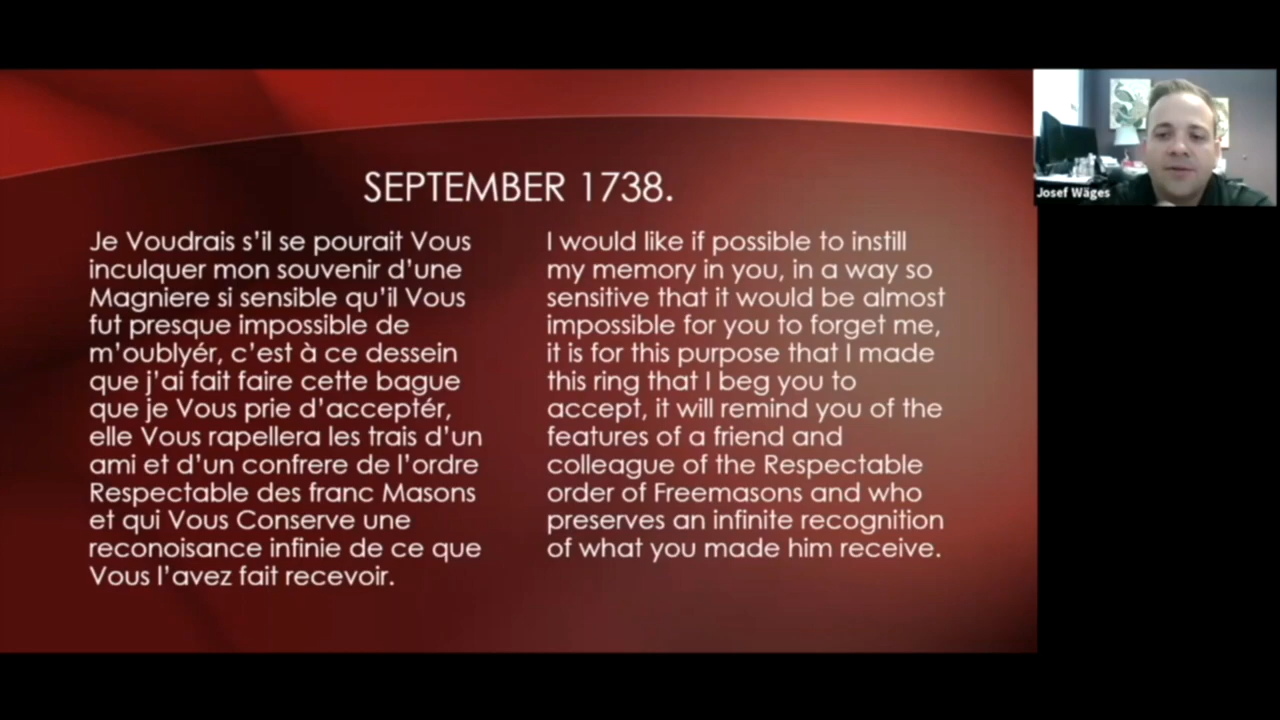 SEPTEMBER 1738.
Je Voudrais s'il se pourait Vous
inculquer mon souvenir d'une
Magniere si sensible qu'il Vous
fut presque impossible de
m'oublyér, c'est à ce dessein
que j'ai fait faire cette bague
que je Vous prie d'acceptér,
elle Vous rapellera les trais d'un
ami et d'un confrere de l'ordre
Respectable des franc Masons
et qui Vous Conserve une
reconoisance infinie de ce que
Vous l'avez fait recevoir.
I would like if possible to instill
my memory in you, in a way so
sensitive that it would be almost
impossible for you to forget me,
it is for this purpose that I made
this ring that I beg you to
accept, it will remind you of the
features of a friend and
colleague of the Respectable
order of Freemasons and who
preserves an infinite recognition
of what you made him receive.
Josef Wäges